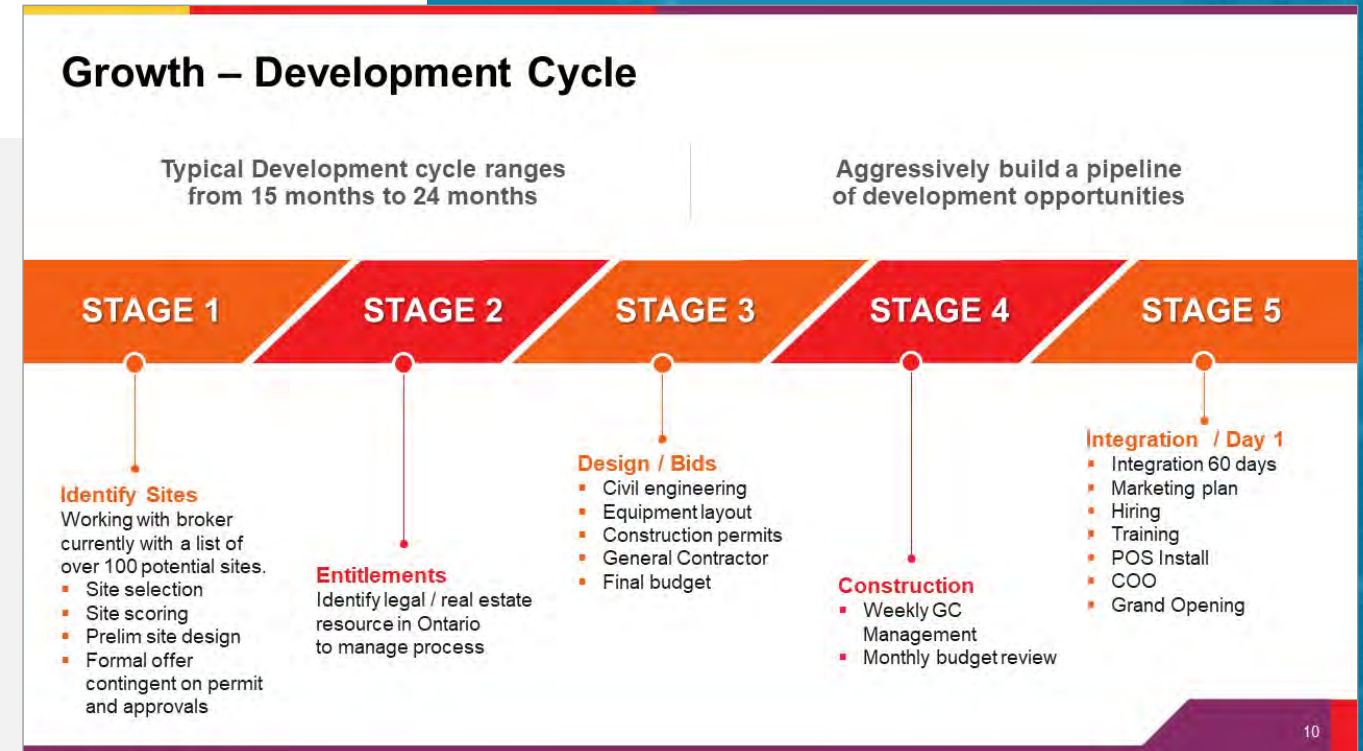 Growth – Development Cycle
Typical Development cycle ranges
from 15 months to 24 months
Aggressively build a pipeline
of development opportunities
STAGE 1
STAGE 2
STAGE 3
STAGE 4
STAGE 5
Identify Sites
Working with broker
currently with a list of
over 100 potential sites.
▪ Site selection
▪ Site scoring
▪ Prelim site design
▪ Formal offer
contingent on permit
and approvals
Entitlements
Identify legal / real estate
resource in Ontario
to manage process
Design / Bids
▪ Civil engineering
▪ Equipment layout
▪ Construction permits
▪ General Contractor
▪ Final budget
Construction
▪ Weekly GC
Management
▪ Monthly budget review
Integration / Day 1
▪ Integration 60 days
▪ Marketing plan
▪ Hiring
▪ Training
▪ POS Install
▪ COO
▪ Grand Opening
10